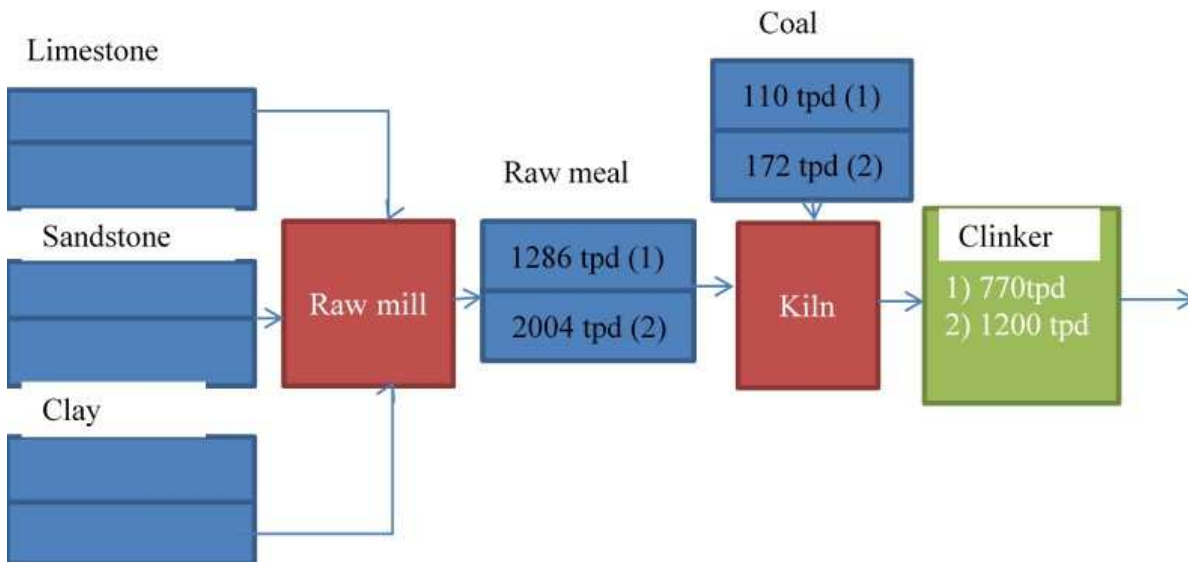 Limestone
Sandstone
Clay
Raw mill
Raw meal
1286 tpd (1)
2004 tpd (2)
Coal
110 tpd (1)
172 tpd (2)
Kiln
Clinker
1) 770tpd
2) 1200 tpd